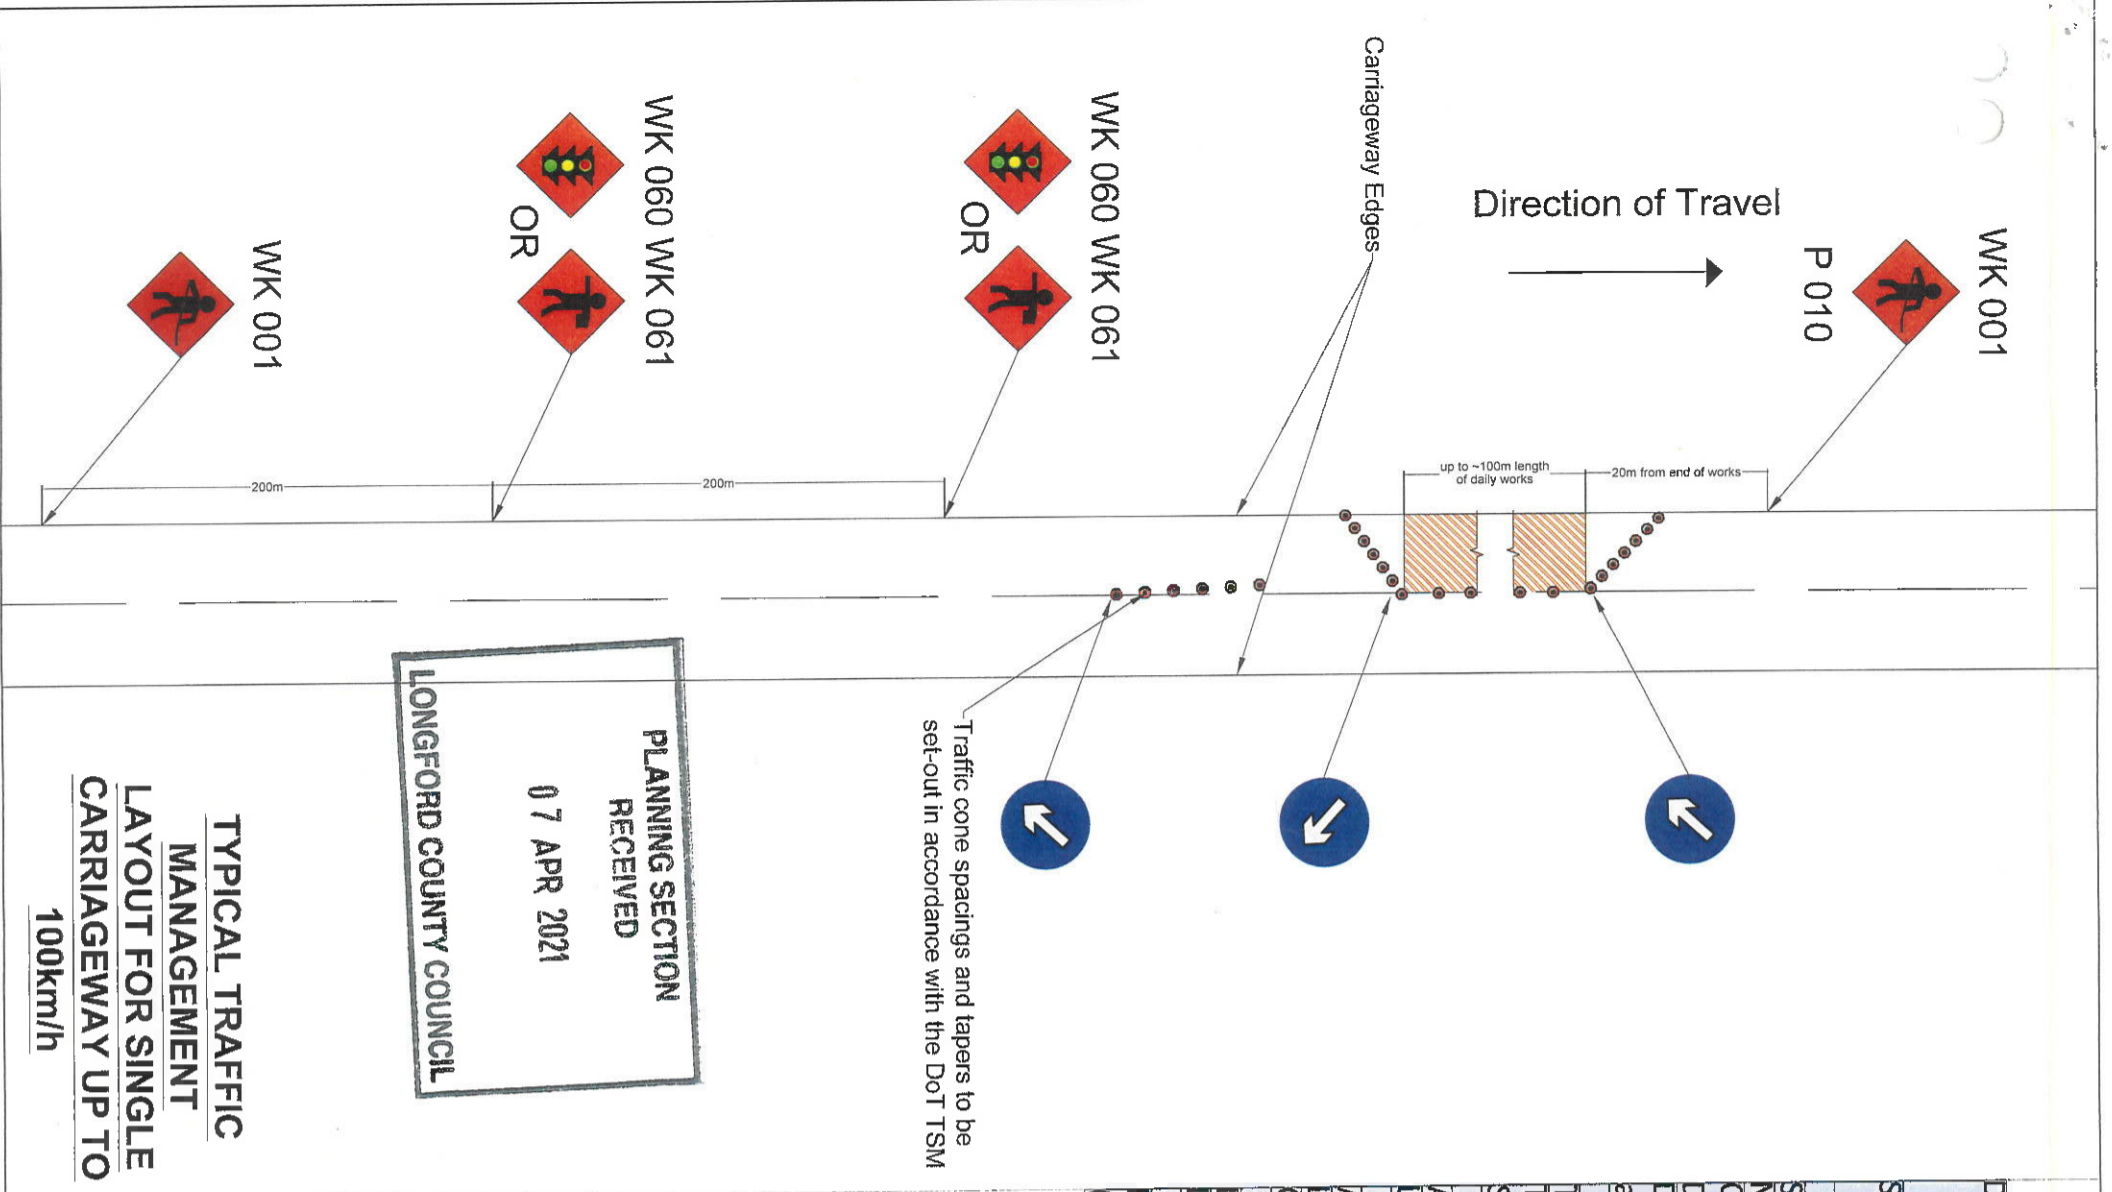 WK 001
P 010
Direction of Travel
Carriageway Edges
WK 060 WK 061
OR
WK 060 WK 061
OR
WK 001
200m
200m
up to ~100m length
of daily works
20m from end of works
Traffic cone spacings and tapers to be
set-out in accordance with the DoT TSM
PLANNING SECTION
RECEIVED
07 APR 2021
LONGFORD COUNTY COUNCIL
TYPICAL TRAFFIC
MANAGEMENT
LAYOUT FOR SINGLE
CARRIAGEWAY UP TO
100km/h